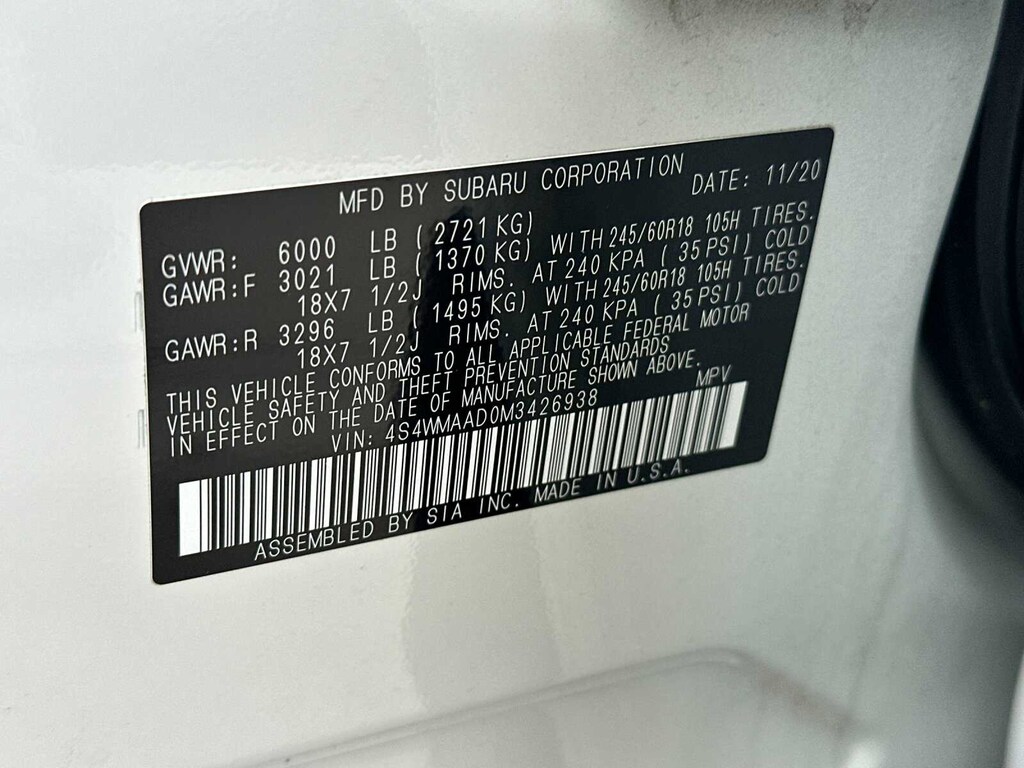 MFD BY SUBARU CORPORATION DATE: 11/20
GVWR: 6000 LB ( 2721 KG)
GAWR:F 3021 LB ( 1370 KG) WITH 245/60R18 105H TIRES.
18X7 1/2J RIMS. AT 240 KPA ( 35 PSI) COLD
GAWR:R 3296 LB ( 1495 KG) WITH 245/60R18 105H TIRES.
18X7 1/2J RIMS. AT 240 KPA ( 35 PSI) COLD
THIS VEHICLE CONFORMS TO ALL APPLICABLE FEDERAL MOTOR
VEHICLE SAFETY AND THEFT PREVENTION STANDARDS
IN EFFECT ON THE DATE OF MANUFACTURE SHOWN ABOVE.
VIN: 4S4WMAAD0M3426938 MPV
ASSEMBLED BY SIA INC. MADE IN U.S.A.